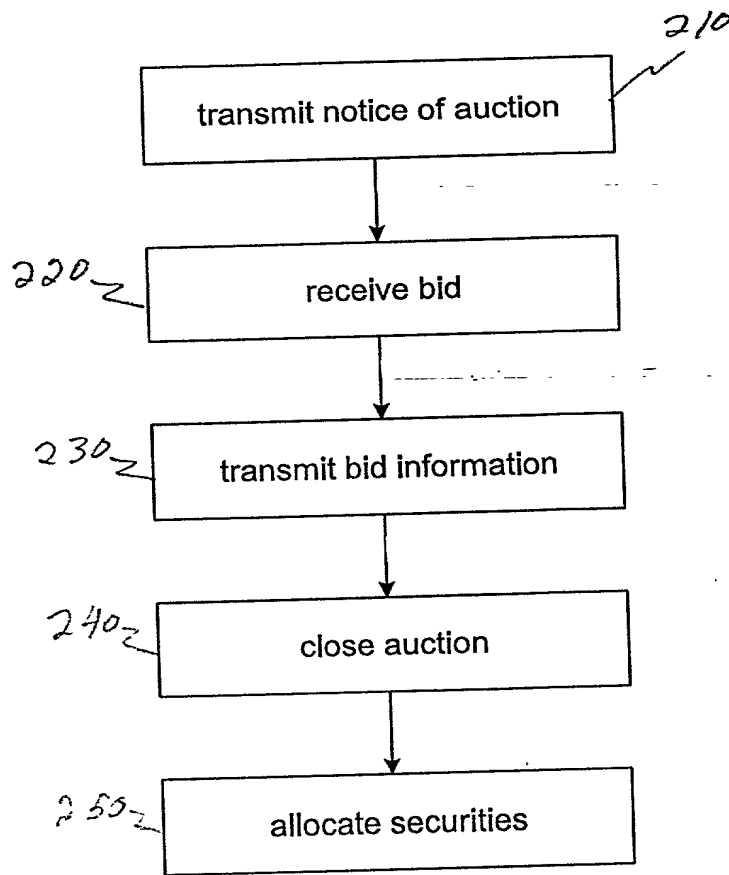 210
transmit notice of auction
220
receive bid
230
transmit bid information
240
close auction
250
allocate securities